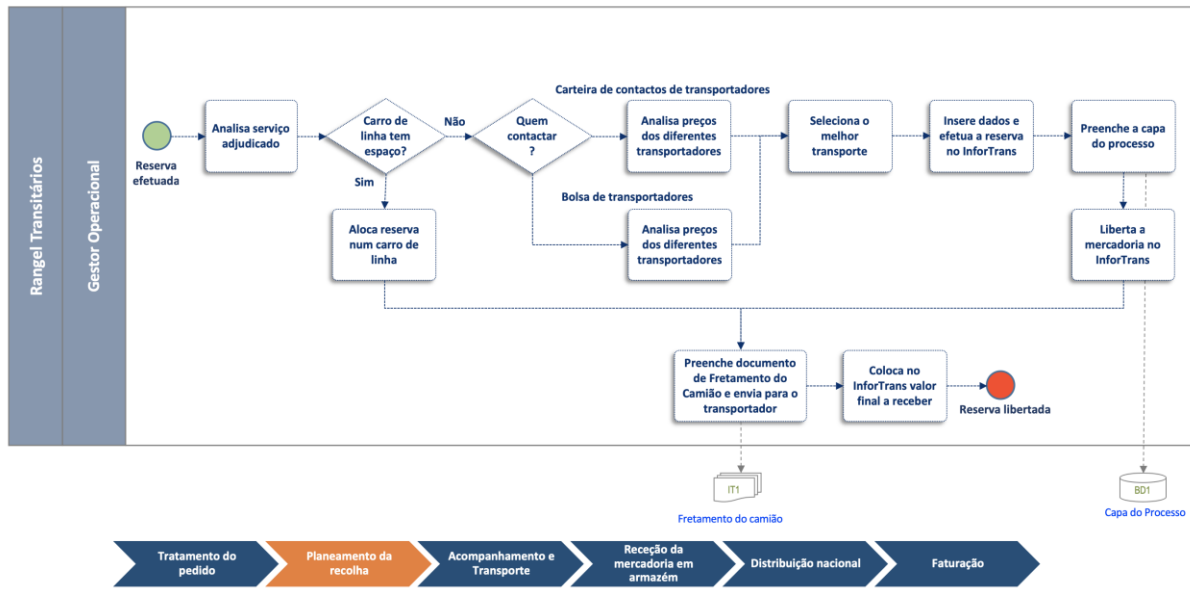 Rangel Transitários
Gestor Operacional
Reserva
efetuada
Analisa serviço
adjudicado
Carro de
linha tem
espaço?
Não
Sim
Aloca reserva
num carro de
linha
Quem
contactar
?
Carteira de contactos de transportadores
Analisa preços
dos diferentes
transportadores
Bolsa de transportadores
Analisa preços
dos diferentes
transportadores
Seleciona o
melhor
transporte
Insere dados e
efetua a reserva
no InforTrans
Preenche a capa
do processo
Liberta a
mercadoria no
InforTrans
Preenche documento
de Fretamento do
Camião e envia para o
transportador
Coloca no
InforTrans valor
final a receber
Reserva libertada
IT1
Fretamento do camião
BD1
Capa do Processo
Tratamento do
pedido
Planeamento da
recolha
Acompanhamento e
Transporte
Receção da
mercadoria em
armazém
Distribuição nacional
Faturação